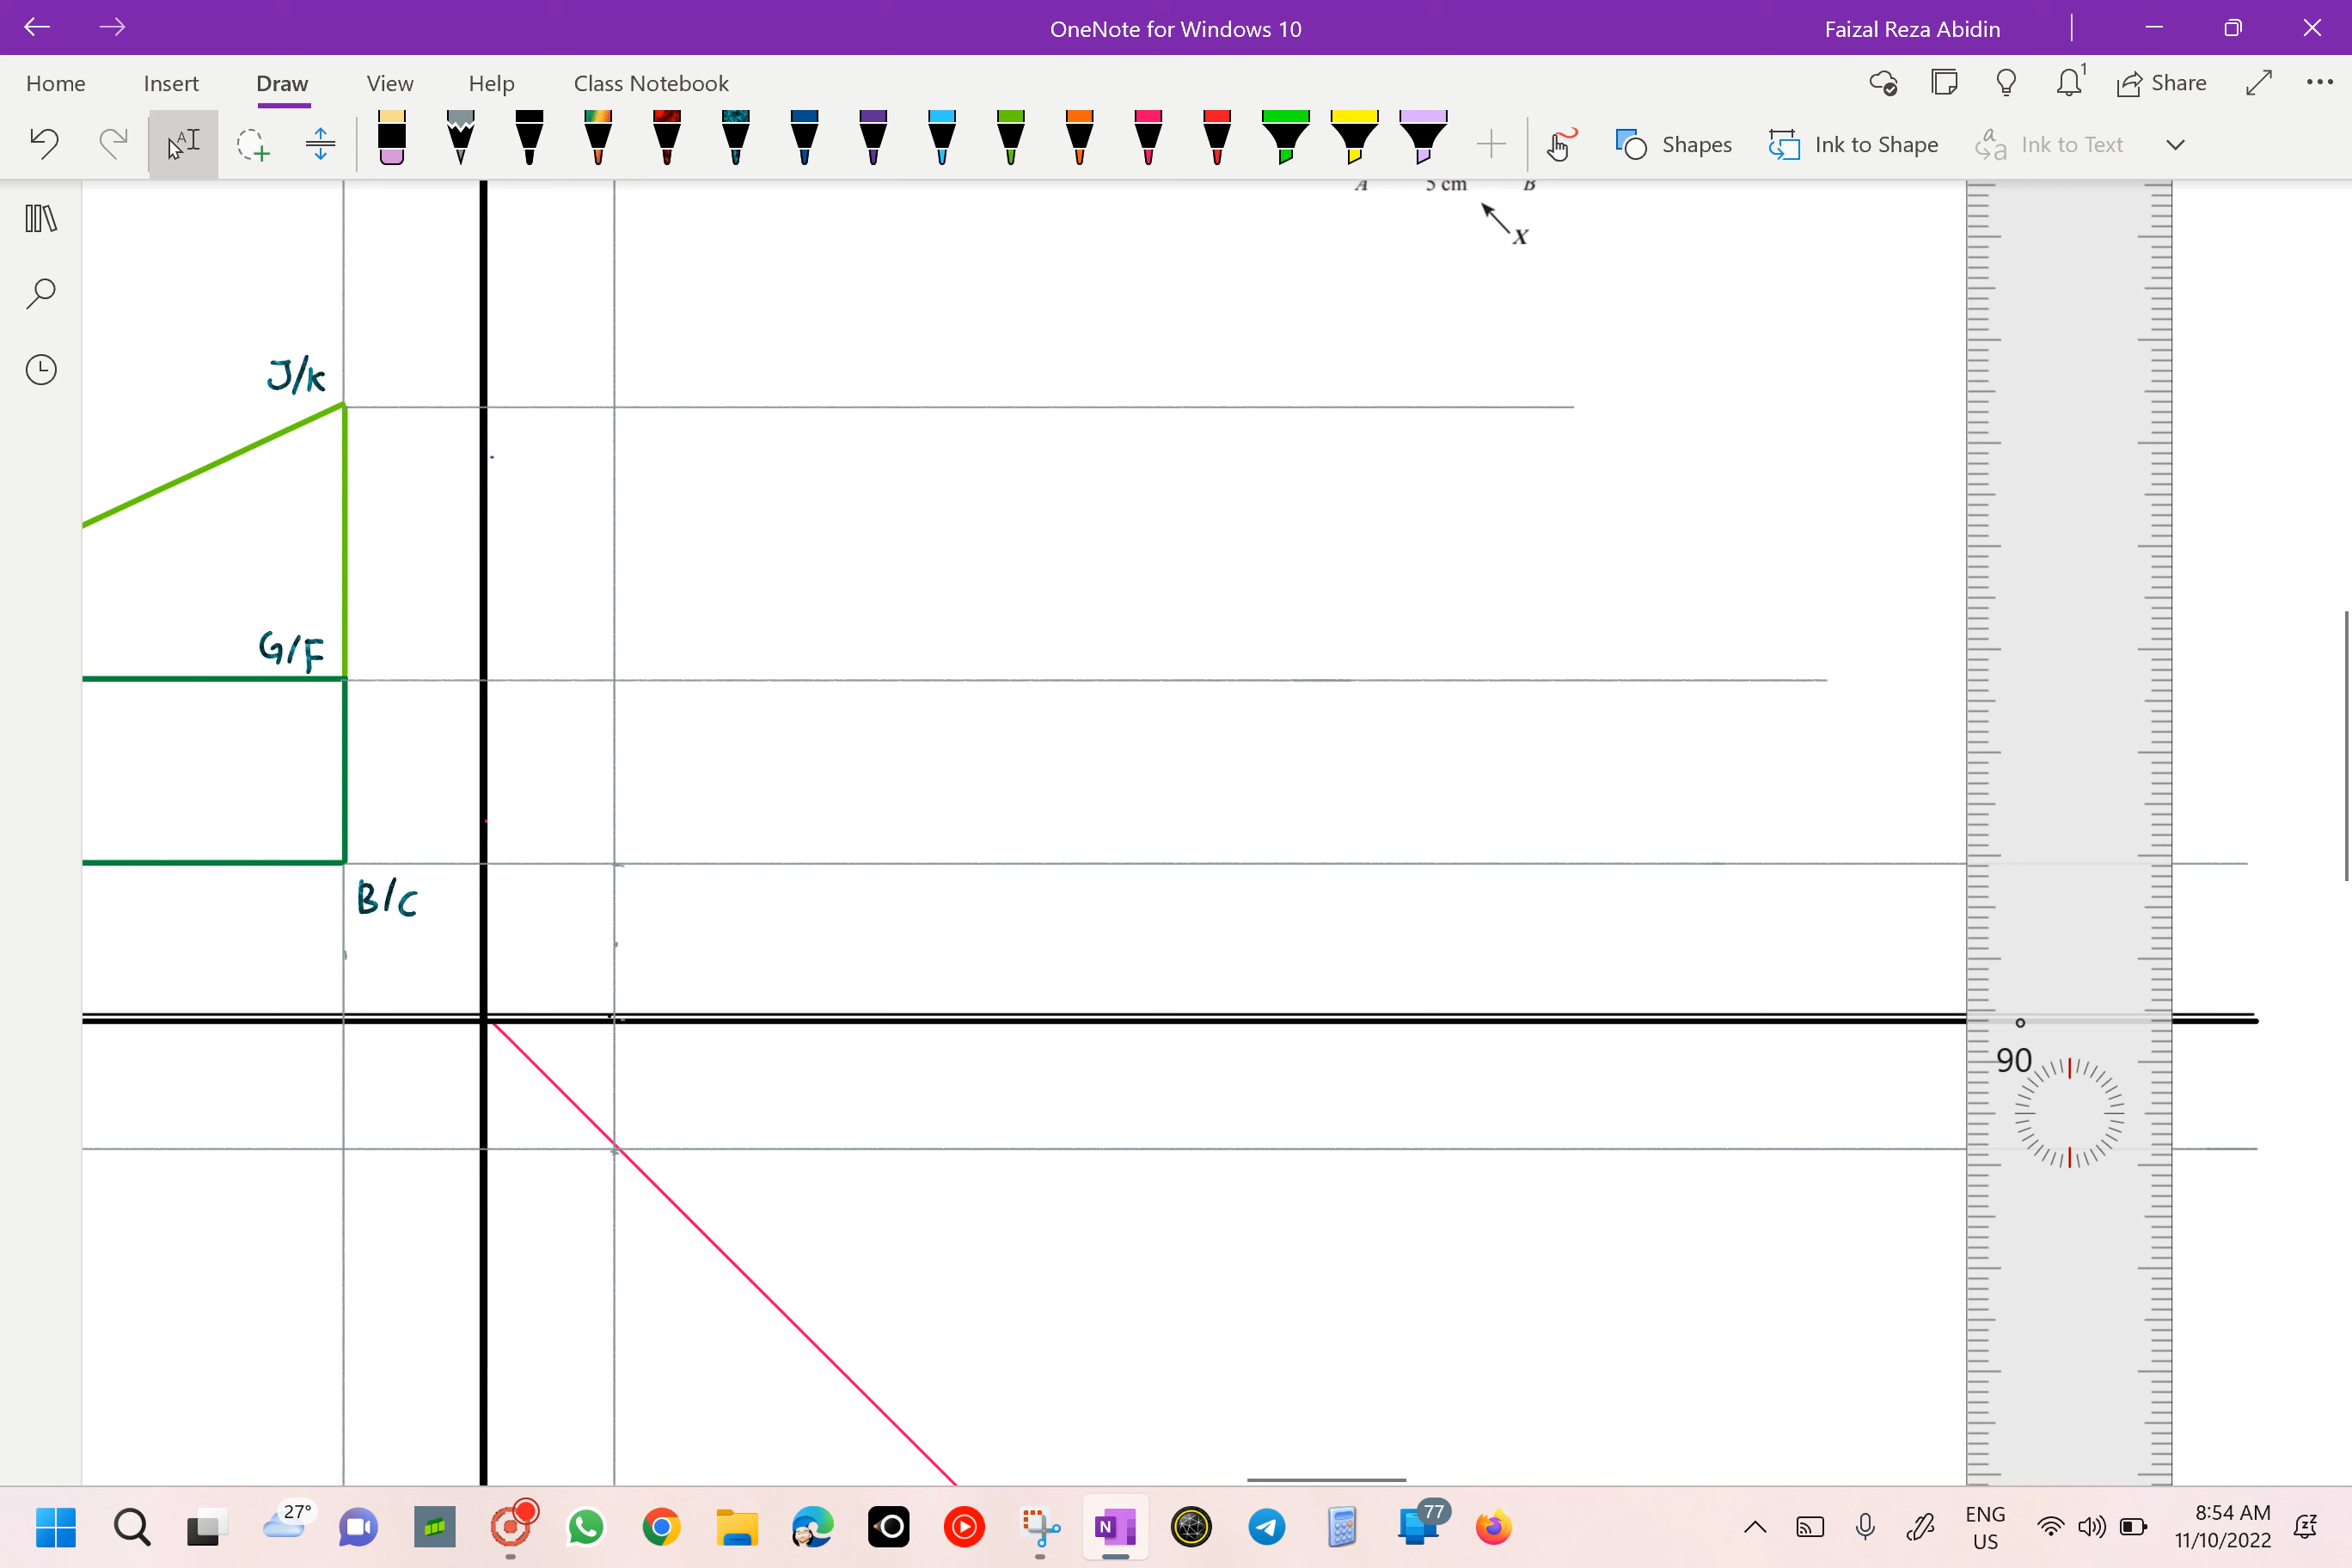 OneNote for Windows 10
Faizal Reza Abidin
Home Insert Draw View Help Class Notebook
1
Share
Shapes
Ink to Shape
Ink to Text
A 5 cm B
X
J/K
G/F
B/C
90°
27°
77
ENG
US
8:54 AM
11/10/2022